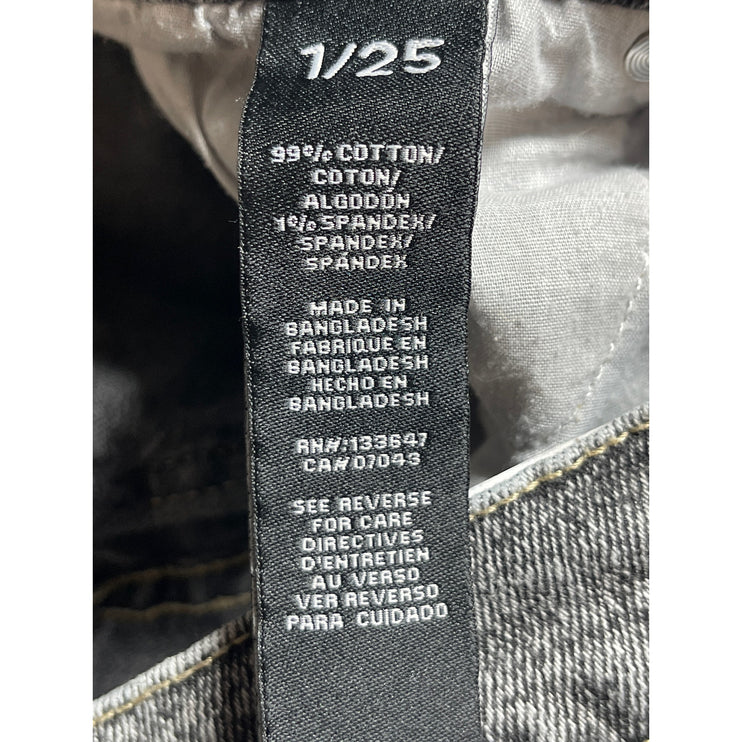 1/25
99% COTTON/
COTON/
ALGODÓN
1% SPANDEX/
SPANDEX/
SPÁNDEX
MADE IN
BANGLADESH
FABRIQUE EN
BANGLADESH
HECHO EN
BANGLADESH
RN#:133647
CA# 07043
SEE REVERSE
FOR CARE
DIRECTIVES
D'ENTRETIEN
AU VERSO
VER REVERSO
PARA CUIDADO